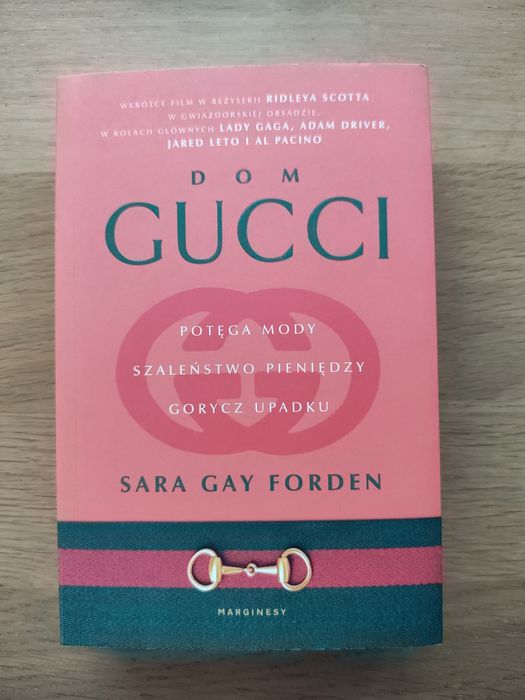 WKRÓTCE FILM W REŻYSERII RIDLEYA SCOTTA
W GWIAZDORSKIEJ OBSADZIE.
W ROLACH GŁÓWNYCH LADY GAGA, ADAM DRIVER,
JARED LETO I AL PACINO
DOM
GUCCI
POTĘGA MODY
SZALEŃSTWO PIENIĘDZY
GORYCZ UPADKU
SARA GAY FORDEN
MARGINESY